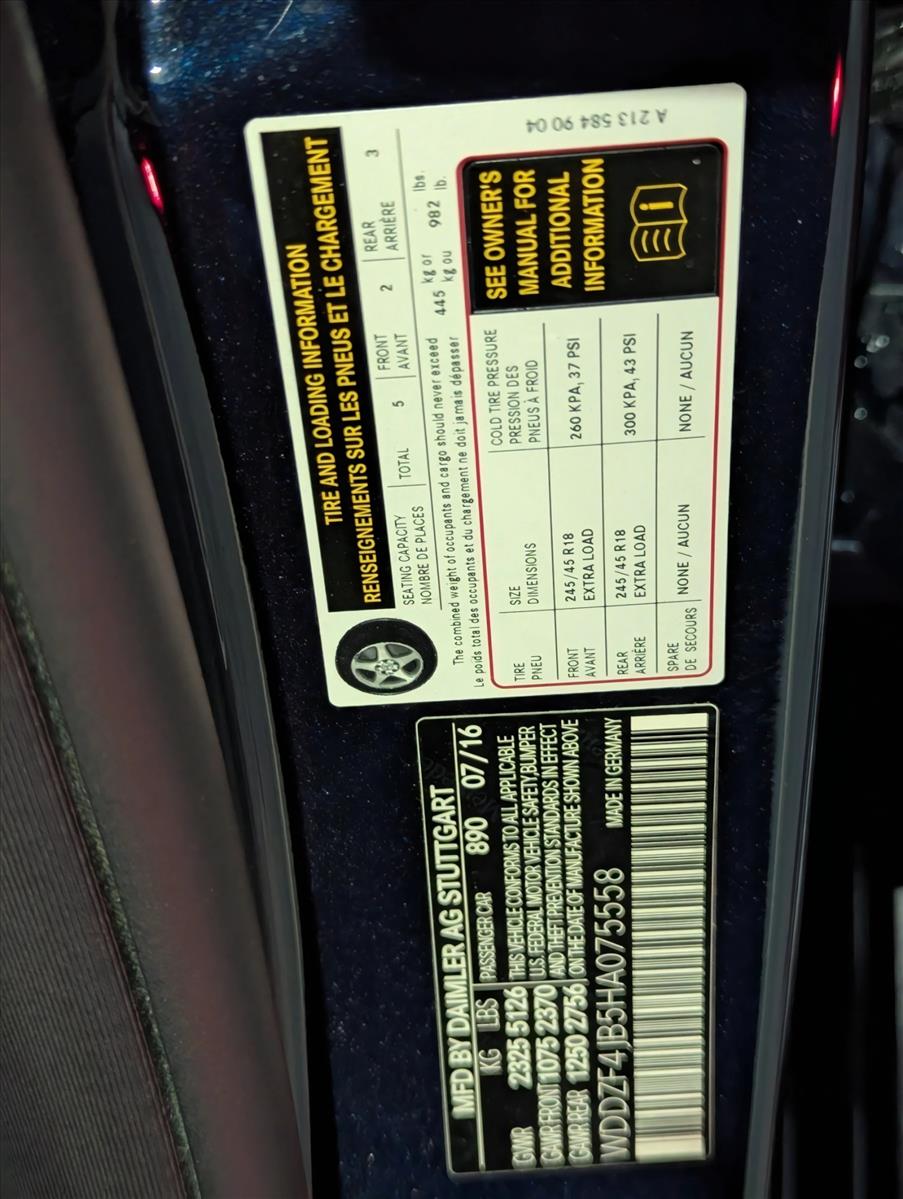 TIRE AND LOADING INFORMATION
RENSEIGNEMENTS SUR LES PNEUS ET LE CHARGEMENT
SEATING CAPACITY TOTAL 5 FRONT 2 REAR 3
NOMBRE DE PLACES AVANT ARRIÈRE
The combined weight of occupants and cargo should never exceed 445 kg or 982 lbs.
Le poids total des occupants et du chargement ne doit jamais dépasser kg ou lb.
TIRE SIZE COLD TIRE PRESSURE
PNEU DIMENSIONS PRESSION DES
PNEUS À FROID
FRONT 245/45 R18 260 KPA, 37 PSI
AVANT EXTRA LOAD
REAR 245/45 R18 300 KPA, 43 PSI
ARRIÈRE EXTRA LOAD
SPARE NONE / AUCUN NONE / AUCUN
DE SECOURS
SEE OWNER'S
MANUAL FOR
ADDITIONAL
INFORMATION
i
A 213 584 90 04
MFD BY DAIMLER AG STUTTGART
KG LBS PASSENGER CAR 890 07/16
GVWR 2325 5126 THIS VEHICLE CONFORMS TO ALL APPLICABLE
GAWR FRONT 1075 2370 U.S. FEDERAL MOTOR VEHICLE SAFETY,BUMPER
GAWR REAR 1250 2756 AND THEFT PREVENTION STANDARDS IN EFFECT
ON THE DATE OF MANUFACTURE SHOWN ABOVE
WDDZF4JB5HA075558 MADE IN GERMANY